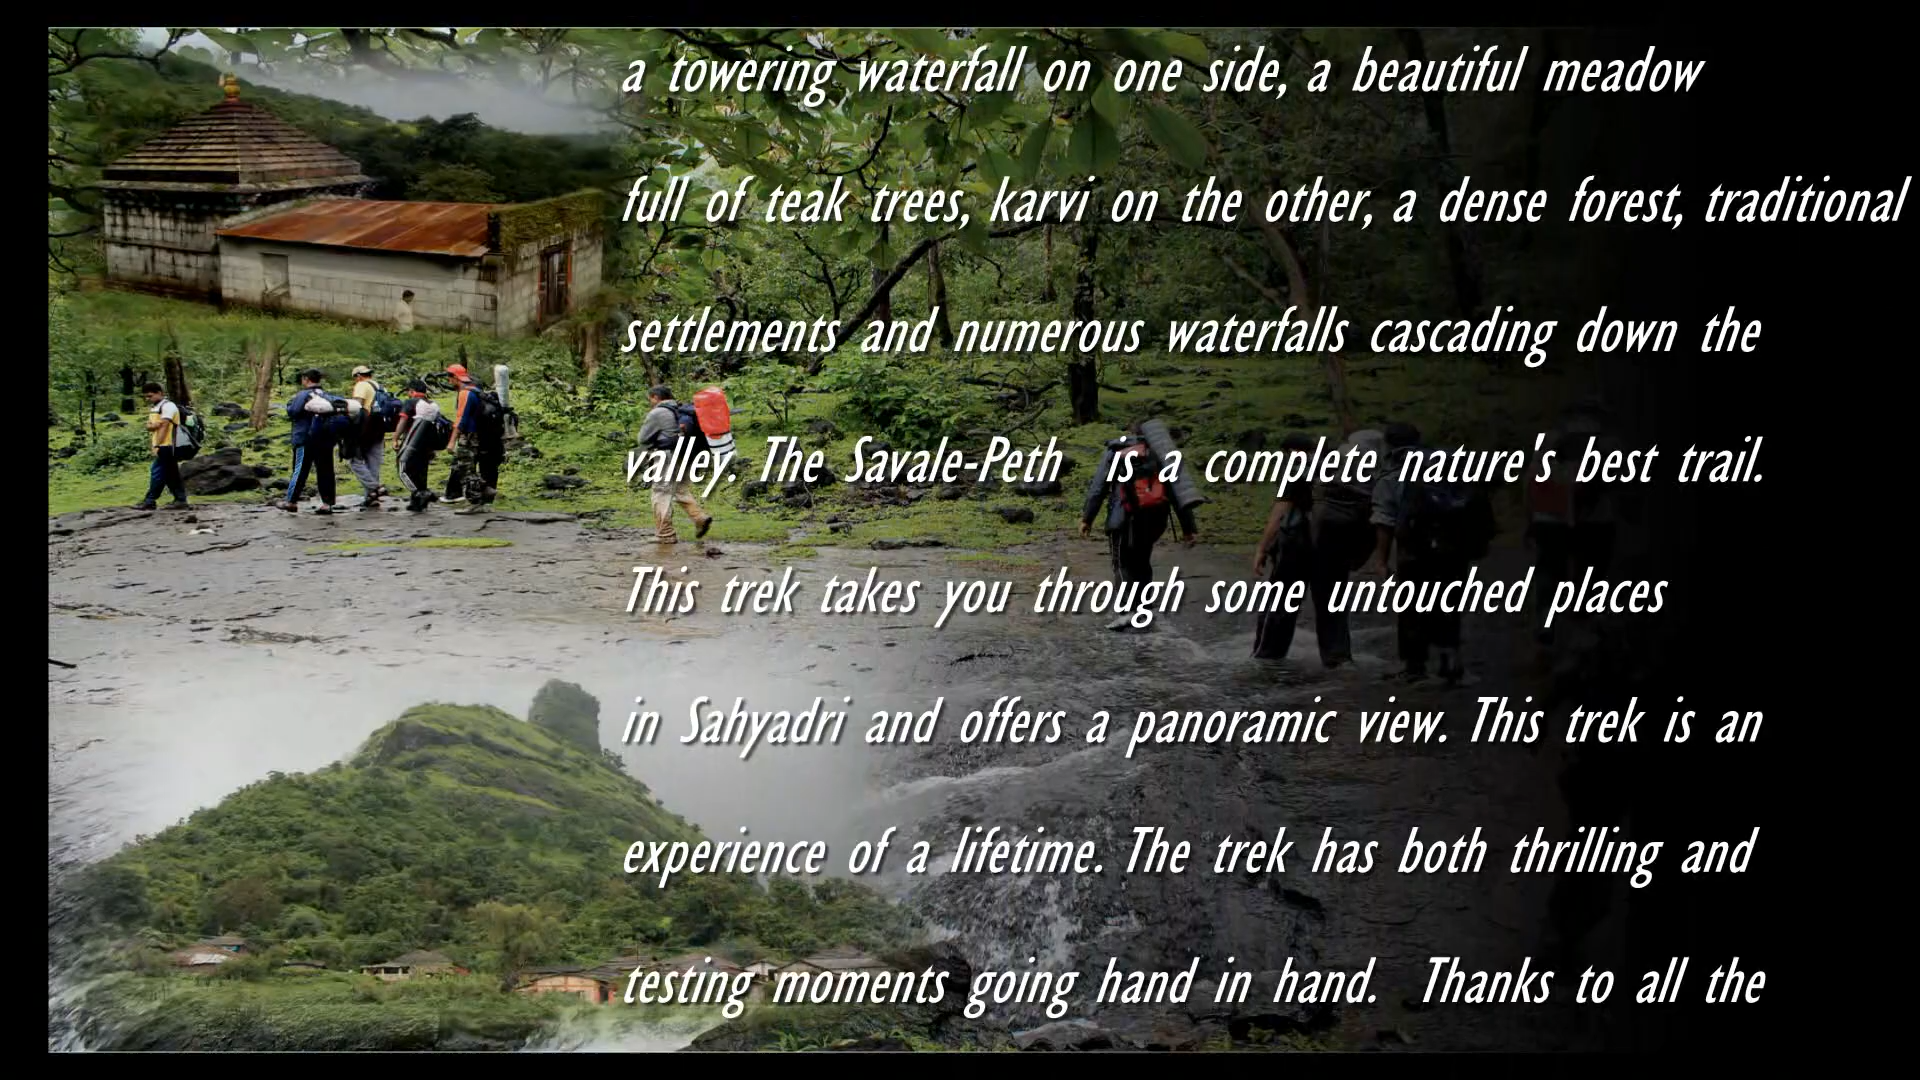 a towering waterfall on one side, a beautiful meadow
full of teak trees, karvi on the other, a dense forest, traditional
settlements and numerous waterfalls cascading down the
valley. The Savale-Peth is a complete nature's best trail.
This trek takes you through some untouched places
in Sahyadri and offers a panoramic view. This trek is an
experience of a lifetime. The trek has both thrilling and
testing moments going hand in hand. Thanks to all the